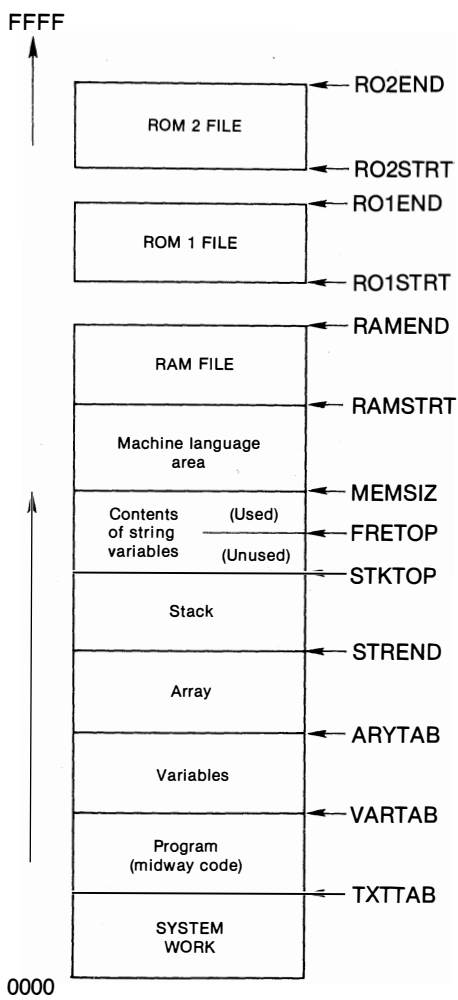 FFFF
RO2END
ROM 2 FILE
RO2STRT
RO1END
ROM 1 FILE
RO1STRT
RAMEND
RAM FILE
RAMSTRT
Machine language
area
MEMSIZ
Contents
of string
variables
(Used)
FRETOP
(Unused)
STKTOP
Stack
STREND
Array
ARYTAB
Variables
VARTAB
Program
(midway code)
TXTTAB
SYSTEM
WORK
0000